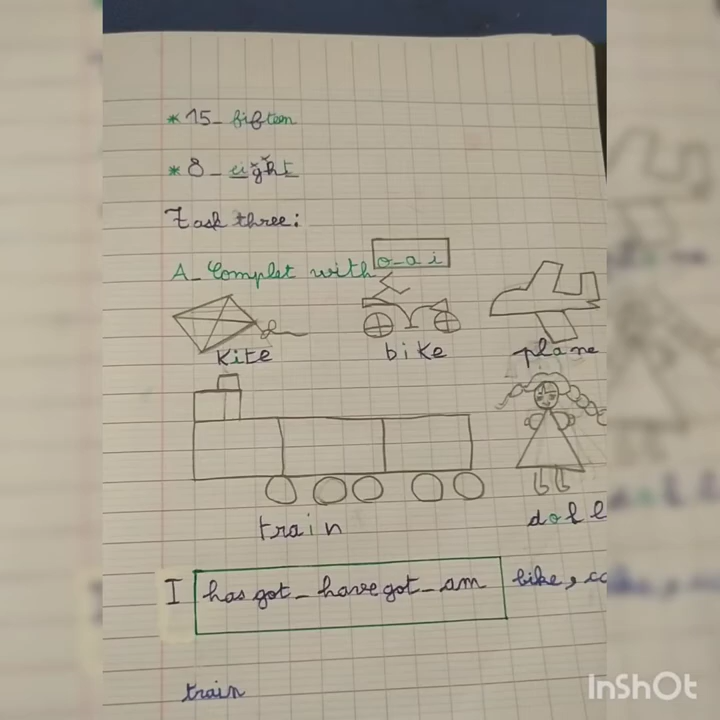 * 15_ fifteen
* 8_ eight
Task three:
A_ Complet with o_a i
Kite bike plane
train doll
I has got_ have got_ am bike,
train
InShOt